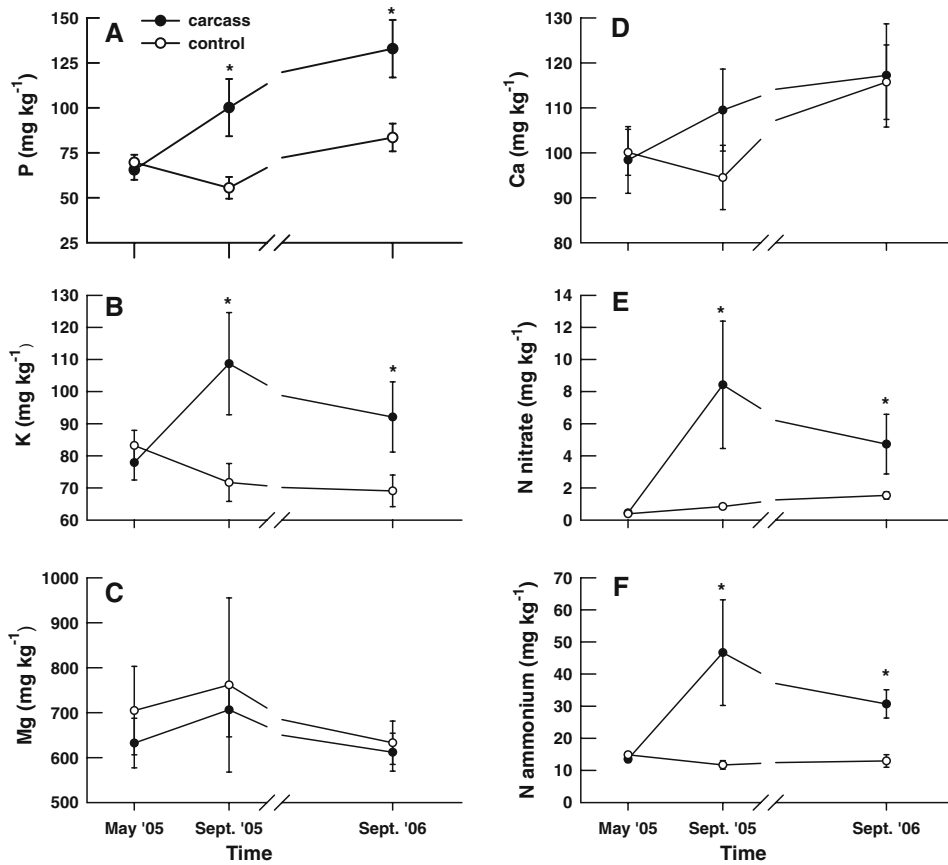 A
carcass
control
P (mg kg-1)
150
125
100
75
50
25
*
*
D
Ca (mg kg-1)
130
120
110
100
90
80
B
K (mg kg-1)
130
120
110
100
90
80
70
60
*
*
E
N nitrate (mg kg-1)
14
12
10
8
6
4
2
0
*
*
C
Mg (mg kg-1)
1000
900
800
700
600
500
May '05
Sept. '05
Sept. '06
Time
F
N ammonium (mg kg-1)
70
60
50
40
30
20
10
0
*
*
May '05
Sept. '05
Sept. '06
Time